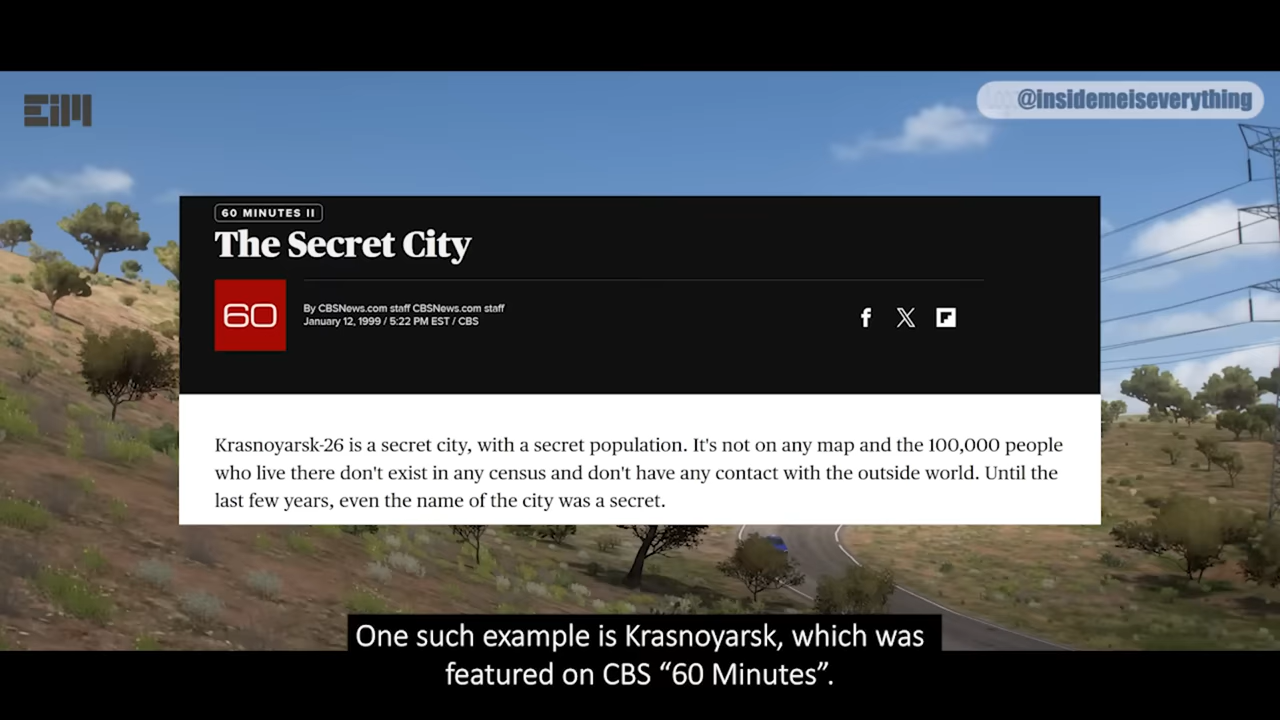 EIM
@insidemeiseverything
60 MINUTES II
The Secret City
60
By CBSNews.com staff CBSNews.com staff
January 12, 1999 / 5:22 PM EST / CBS
Krasnoyarsk-26 is a secret city, with a secret population. It's not on any map and the 100,000 people
who live there don't exist in any census and don't have any contact with the outside world. Until the
last few years, even the name of the city was a secret.
One such example is Krasnoyarsk, which was
featured on CBS “60 Minutes”.